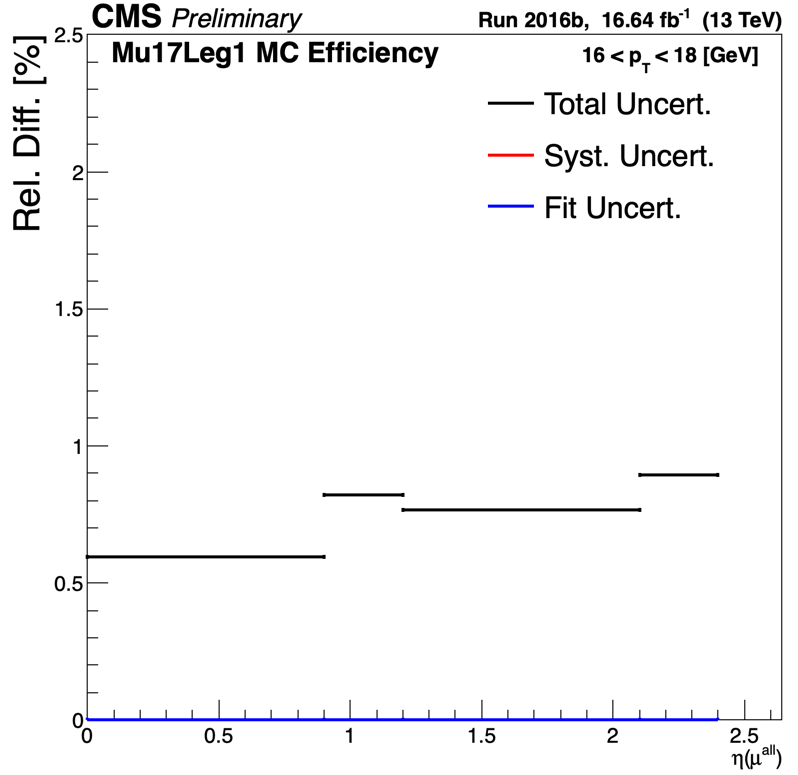 CMS Preliminary
Run 2016b, 16.64 fb⁻¹ (13 TeV)
Mu17Leg1 MC Efficiency
16 < p_T < 18 [GeV]
Total Uncert.
Syst. Uncert.
Fit Uncert.
Rel. Diff. [%]
2.5
2
1.5
1
0.5
0
0 0.5 1 1.5 2 2.5
η(μ^all)